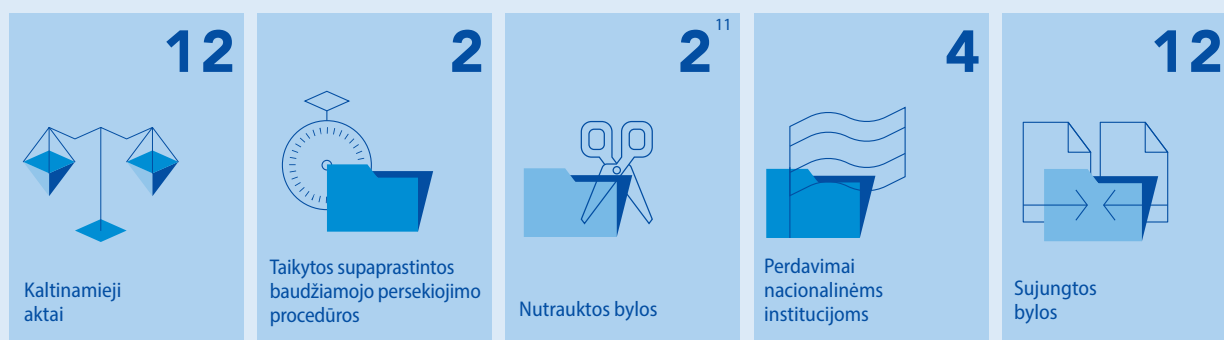 12
Kaltinamieji
aktai
2
Taikytos supaprastintos
baudžiamojo persekiojimo
procedūros
2 11
Nutrauktos bylos
4
Perdavimai
nacionalinėms
institucijoms
12
Sujungtos
bylos